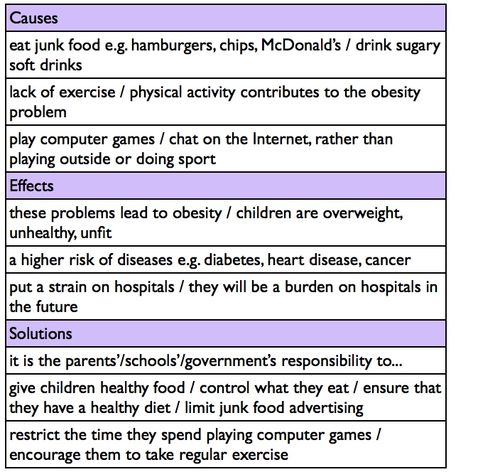 Causes
eat junk food e.g. hamburgers, chips, McDonald's / drink sugary
soft drinks
lack of exercise / physical activity contributes to the obesity
problem
play computer games / chat on the Internet, rather than
playing outside or doing sport
Effects
these problems lead to obesity / children are overweight,
unhealthy, unfit
a higher risk of diseases e.g. diabetes, heart disease, cancer
put a strain on hospitals / they will be a burden on hospitals in
the future
Solutions
it is the parents'/schools'/government's responsibility to...
give children healthy food / control what they eat / ensure that
they have a healthy diet / limit junk food advertising
restrict the time they spend playing computer games /
encourage them to take regular exercise